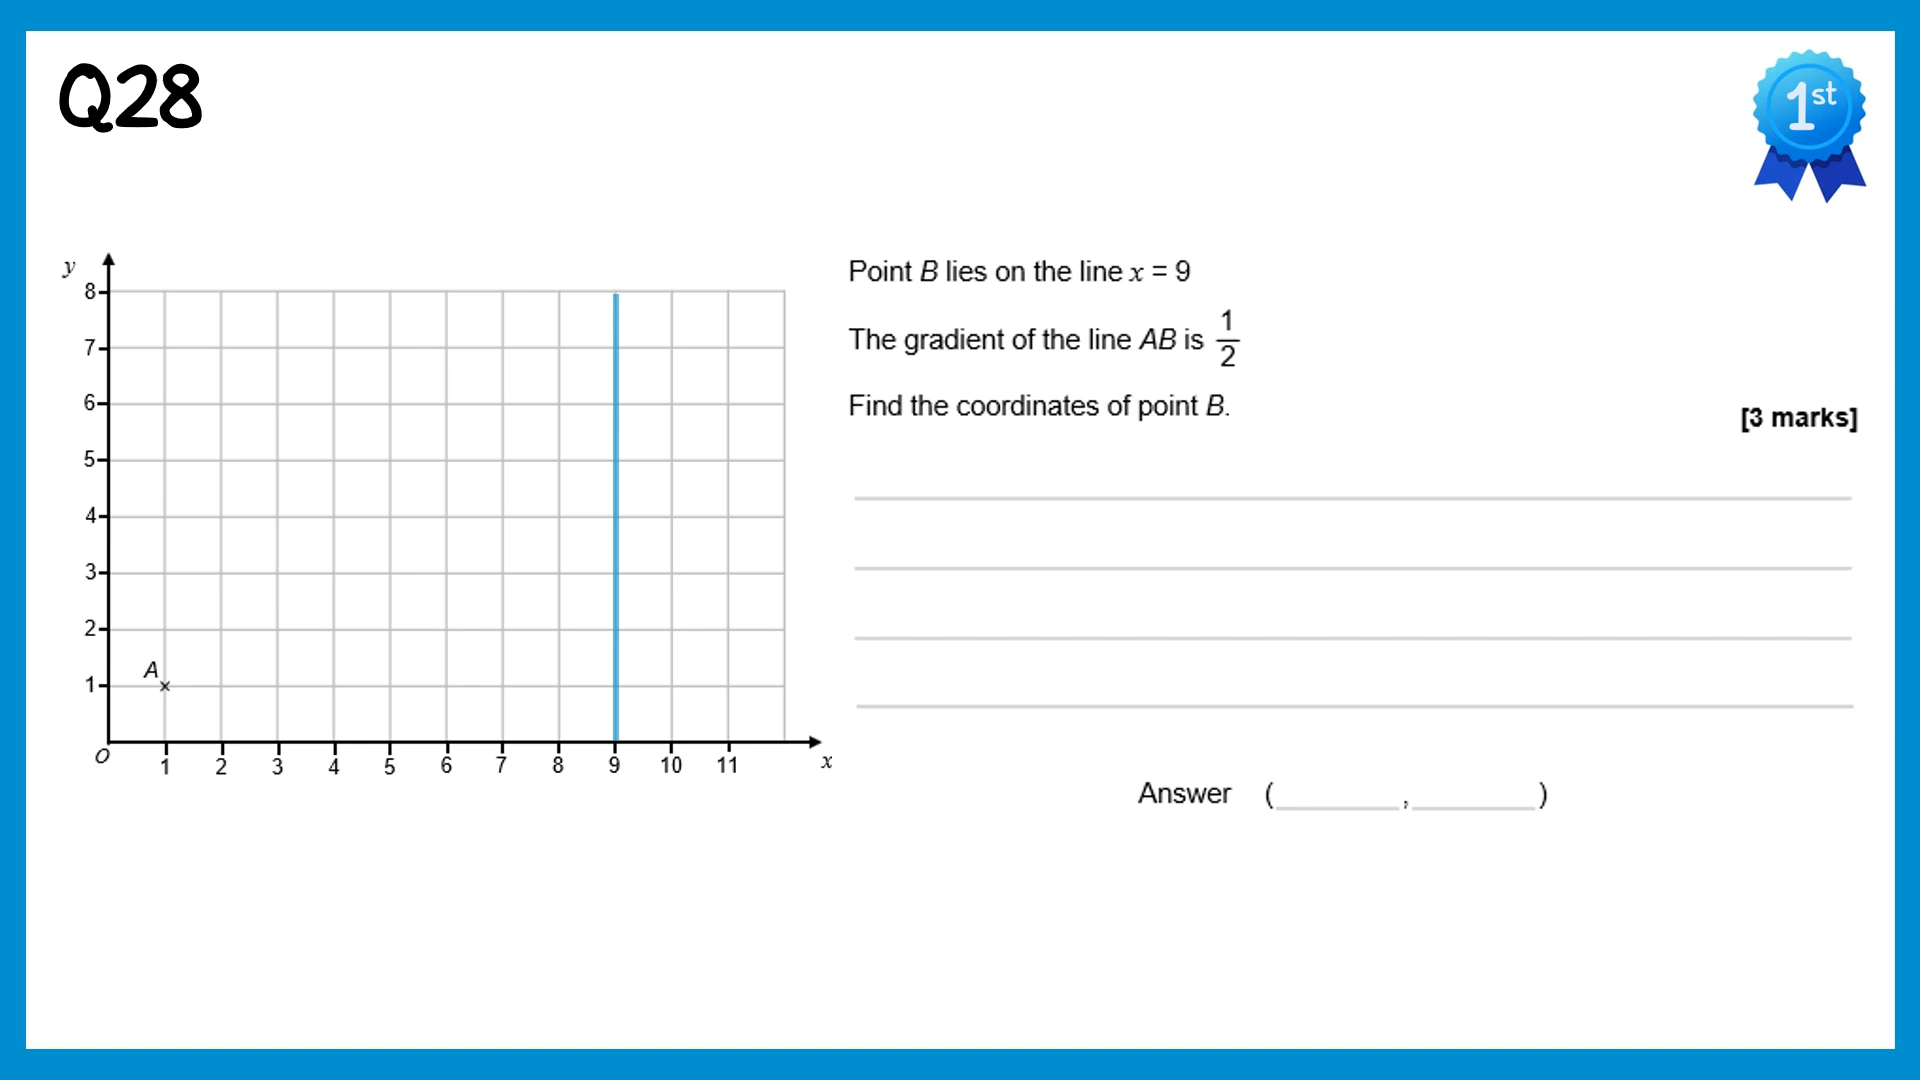 Q28
1st
y
8
7
6
5
4
3
2
1
A
O
1 2 3 4 5 6 7 8 9 10 11
x
Point B lies on the line x = 9
The gradient of the line AB is 1/2
Find the coordinates of point B.
[3 marks]
Answer (________,________)